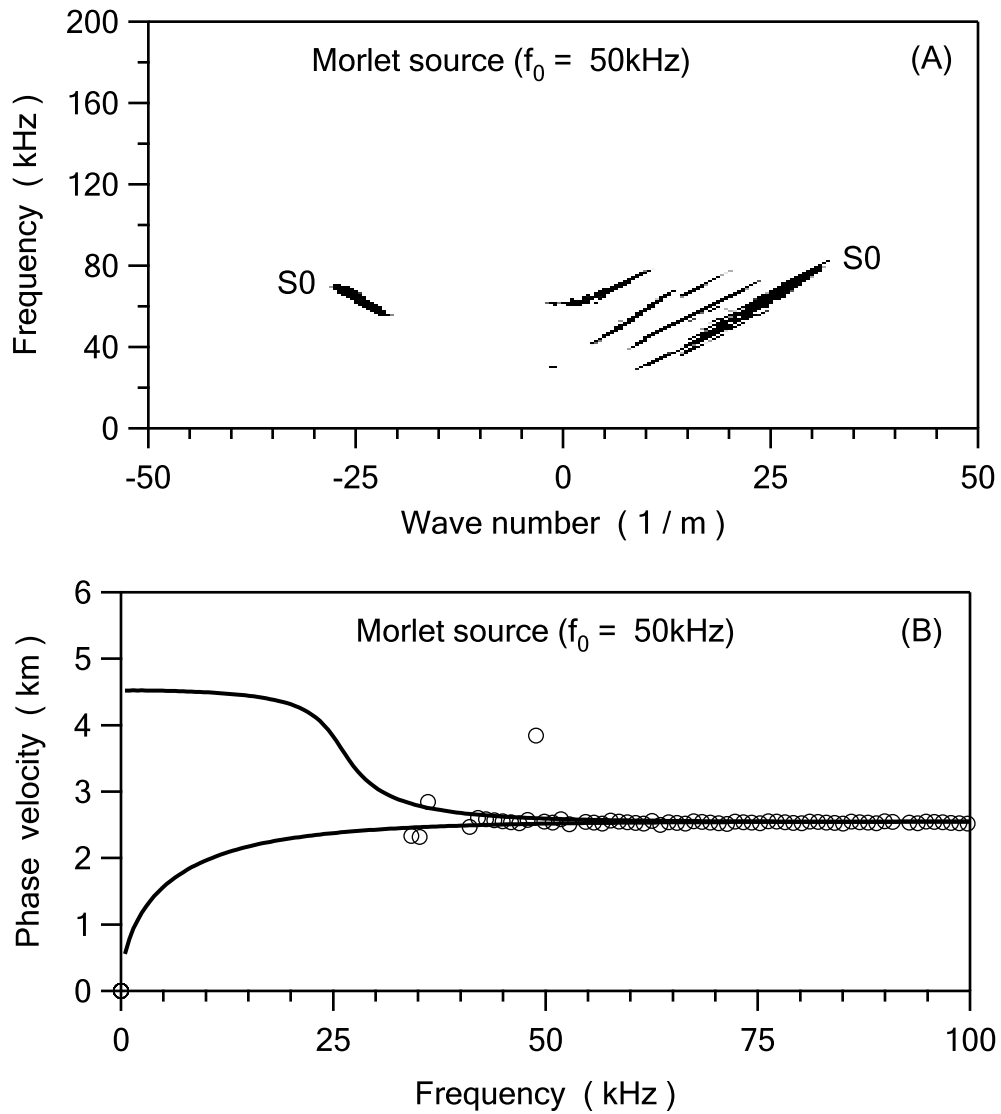 200
Morlet source (f0 = 50kHz)
(A)
160
120
80
40
0
Frequency ( kHz )
S0
S0
-50
-25
0
25
50
Wave number ( 1 / m )
6
Morlet source (f0 = 50kHz)
(B)
5
4
3
2
1
0
Phase velocity ( km )
0
25
50
75
100
Frequency ( kHz )